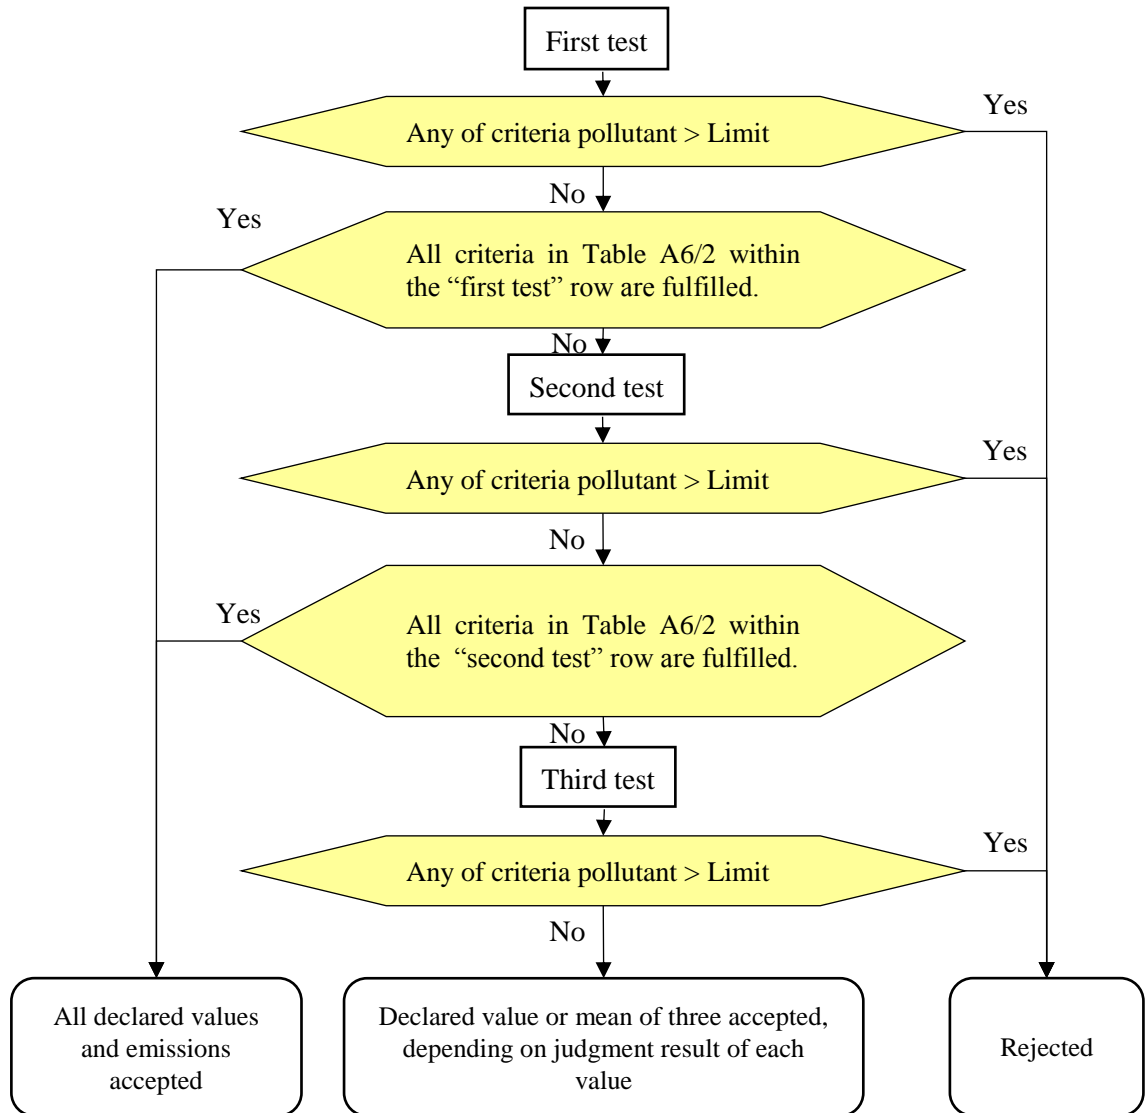 First test
Yes
Any of criteria pollutant > Limit
No
Yes
All criteria in Table A6/2 within
the “first test” row are fulfilled.
No
Second test
Yes
Any of criteria pollutant > Limit
No
Yes
All criteria in Table A6/2 within
the “second test” row are fulfilled.
No
Third test
Yes
Any of criteria pollutant > Limit
No
All declared values
and emissions
accepted
Declared value or mean of three accepted,
depending on judgment result of each
value
Rejected